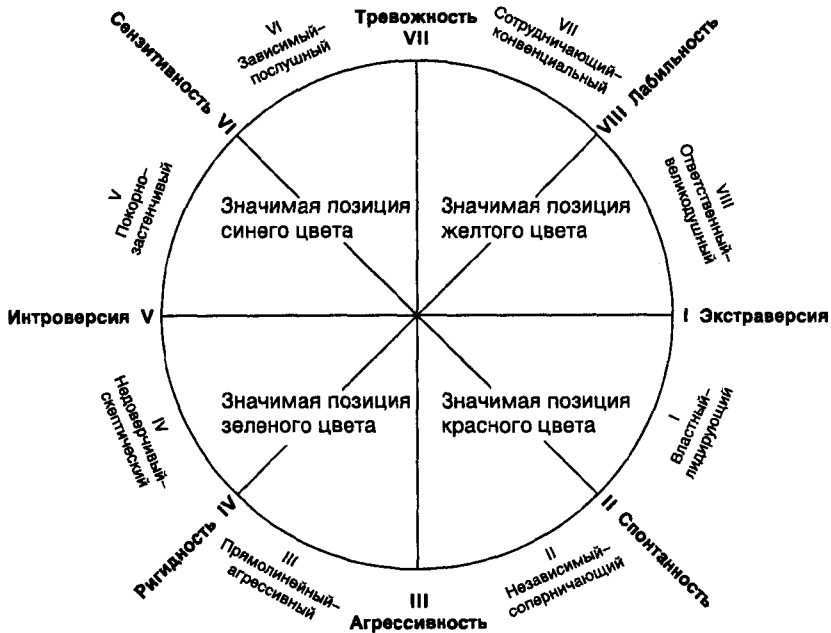 Тревожность
VII
VI
Зависимый–
послушный
VII
Сотрудничающий–
конвенциальный
Сензитивность VI
VIII Лабильность
V
Покорно–
застенчивый
VIII
Ответственный–
великодушный
Значимая позиция
синего цвета
Значимая позиция
желтого цвета
Интроверсия V
I Экстраверсия
Значимая позиция
зеленого цвета
Значимая позиция
красного цвета
IV
Недоверчивый–
скептический
I
Властный–
лидирующий
Ригидность IV
II Спонтанность
III
Прямолинейный–
агрессивный
II
Независимый–
соперничающий
III
Агрессивность